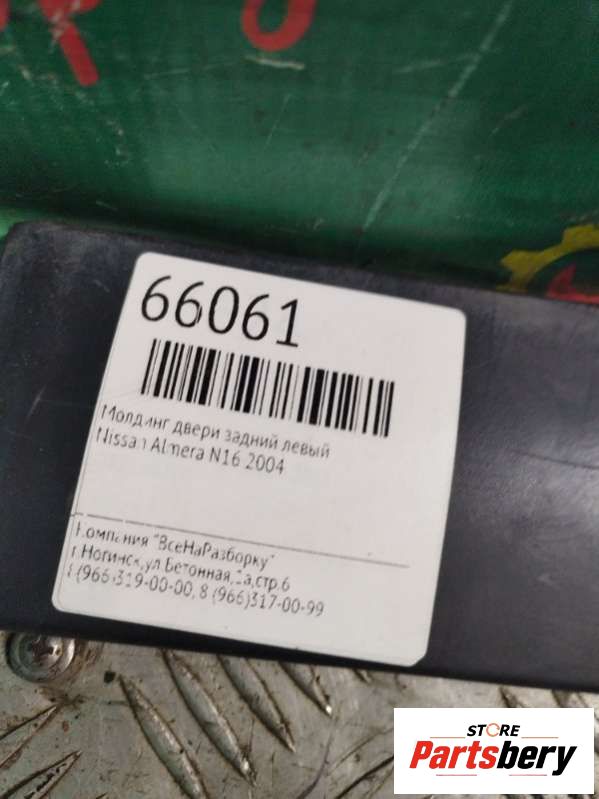 66061
Молдинг двери задний левый
Nissan Almera N16 2004
Компания "ВсеНаРазборку"
г.Ногинск,ул.Бетонная,1а,стр.6
8 (966)319-00-00, 8 (966)317-00-99
STORE
Partsbery